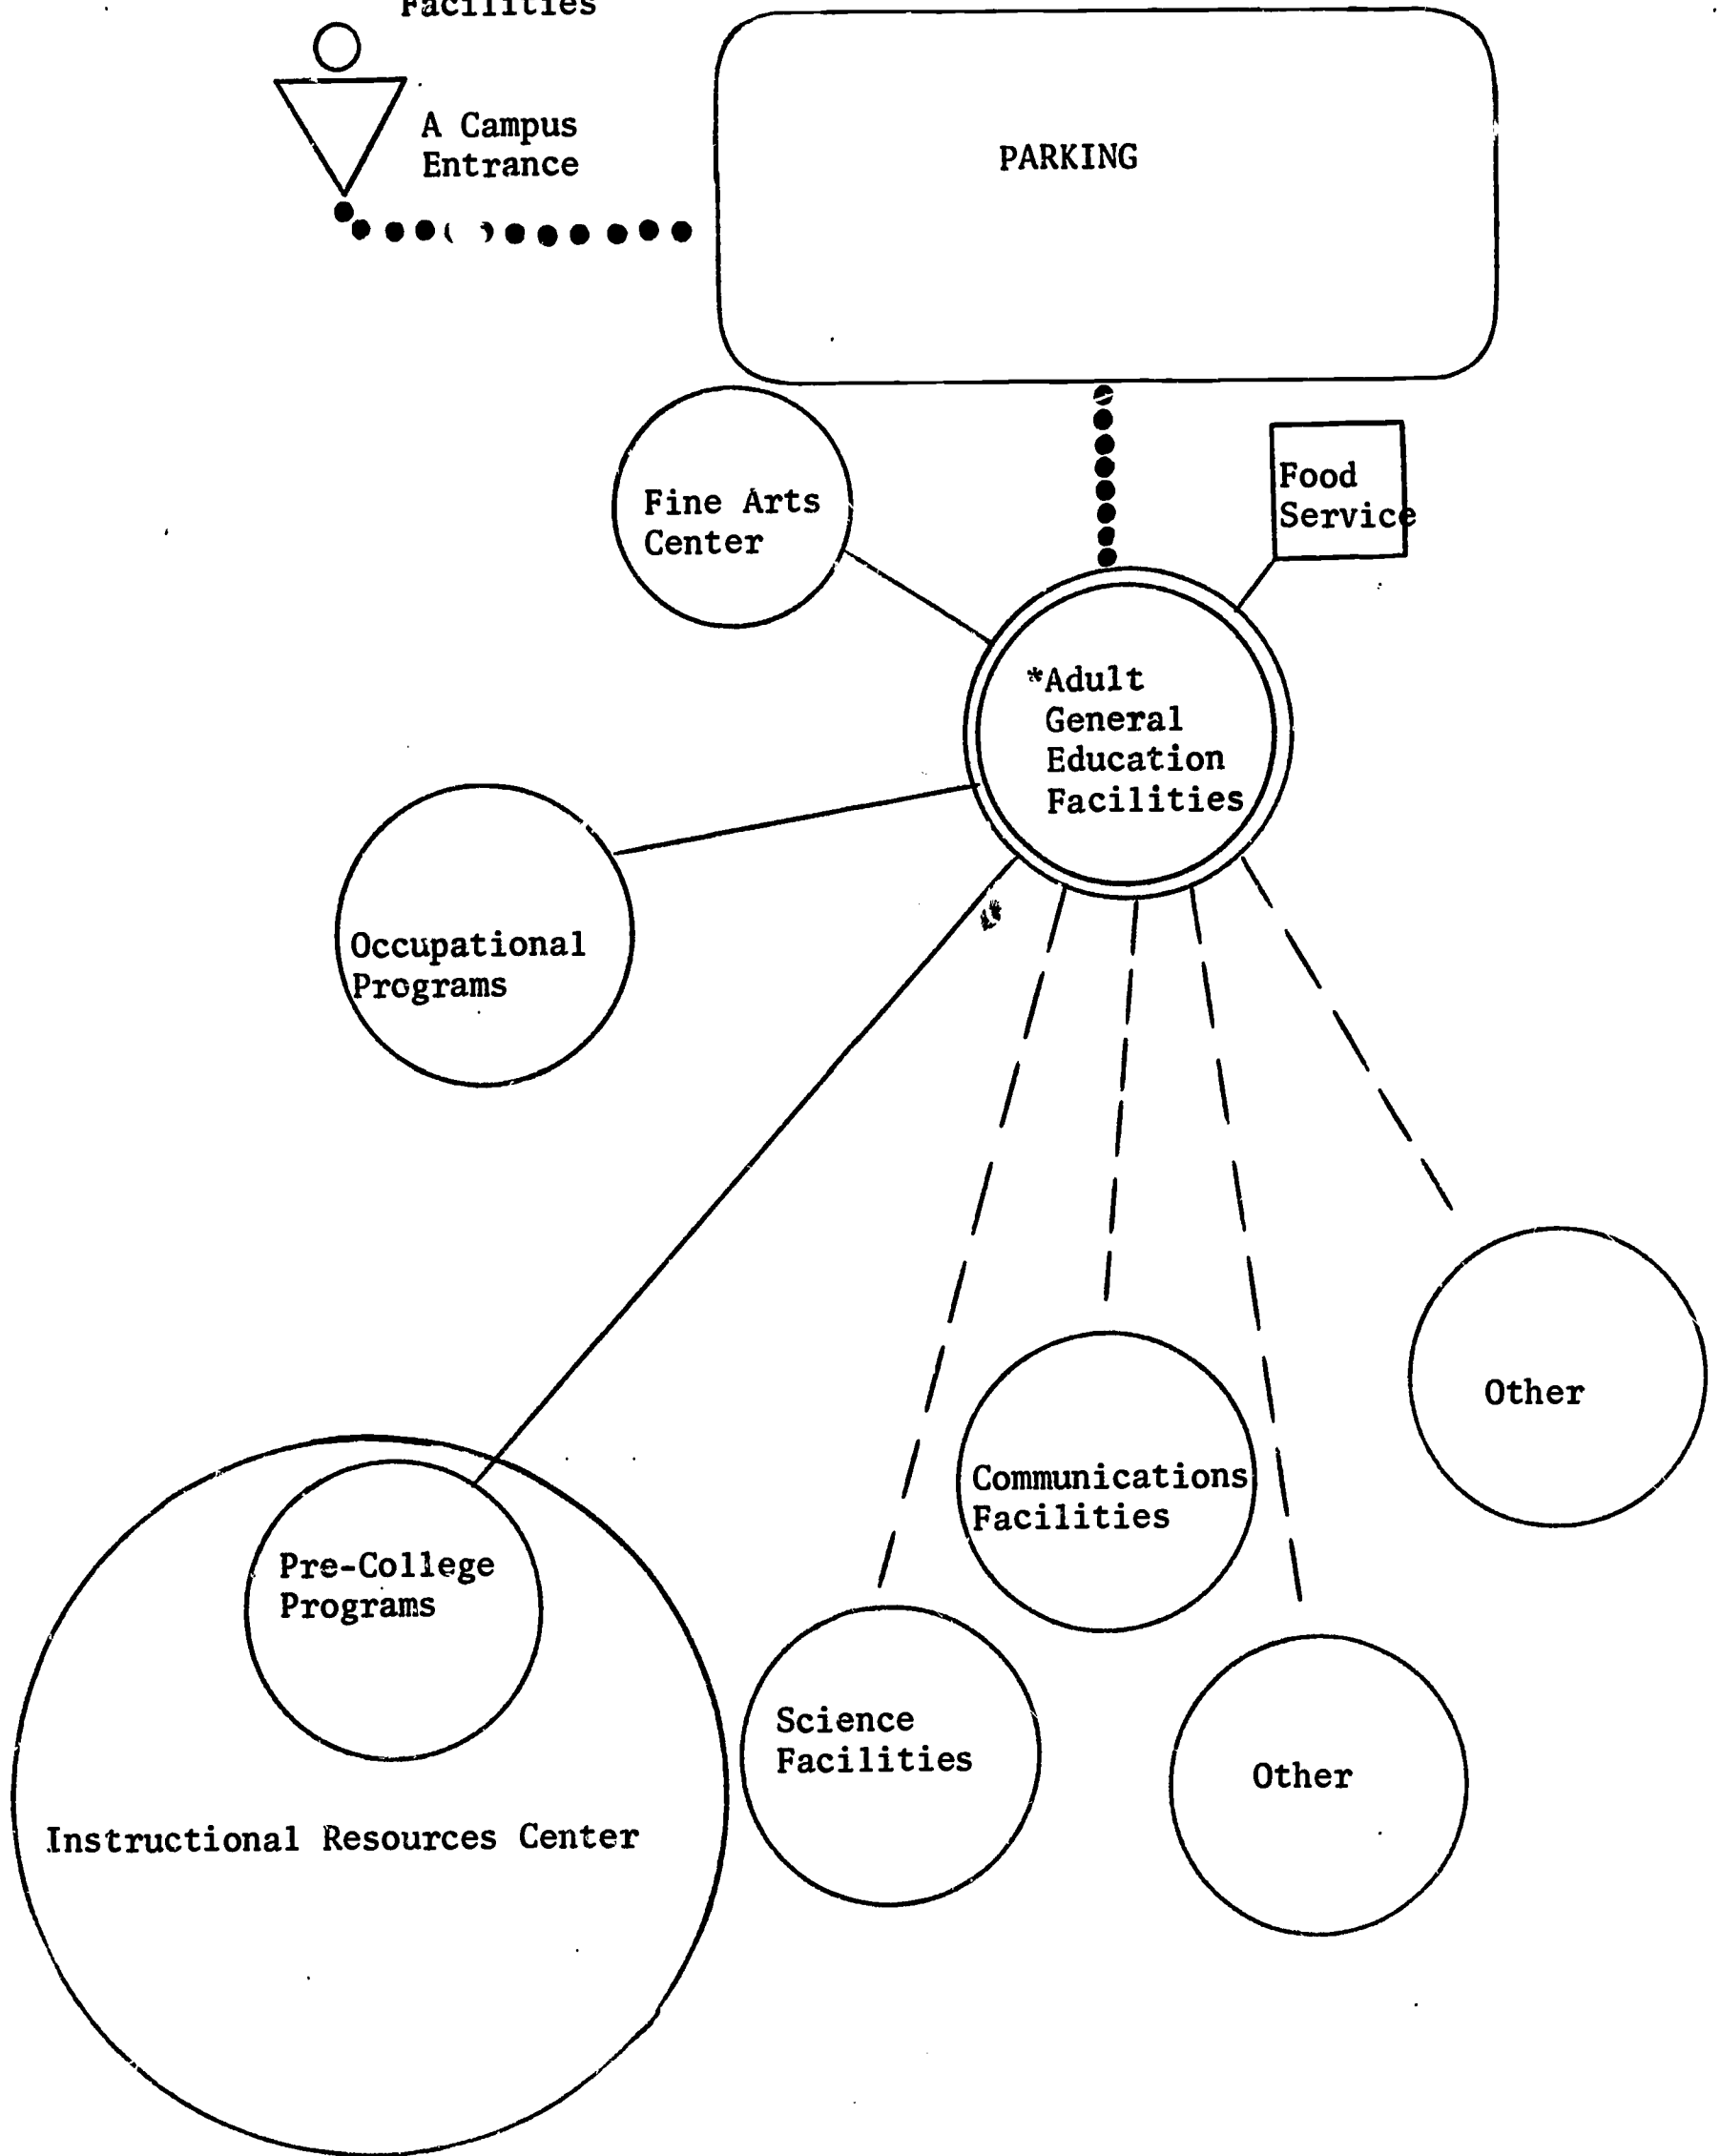 Facilities
A Campus
Entrance
PARKING
Fine Arts
Center
Food
Service
*Adult
General
Education
Facilities
Occupational
Programs
Other
Communications
Facilities
Pre-College
Programs
Science
Facilities
Other
Instructional Resources Center